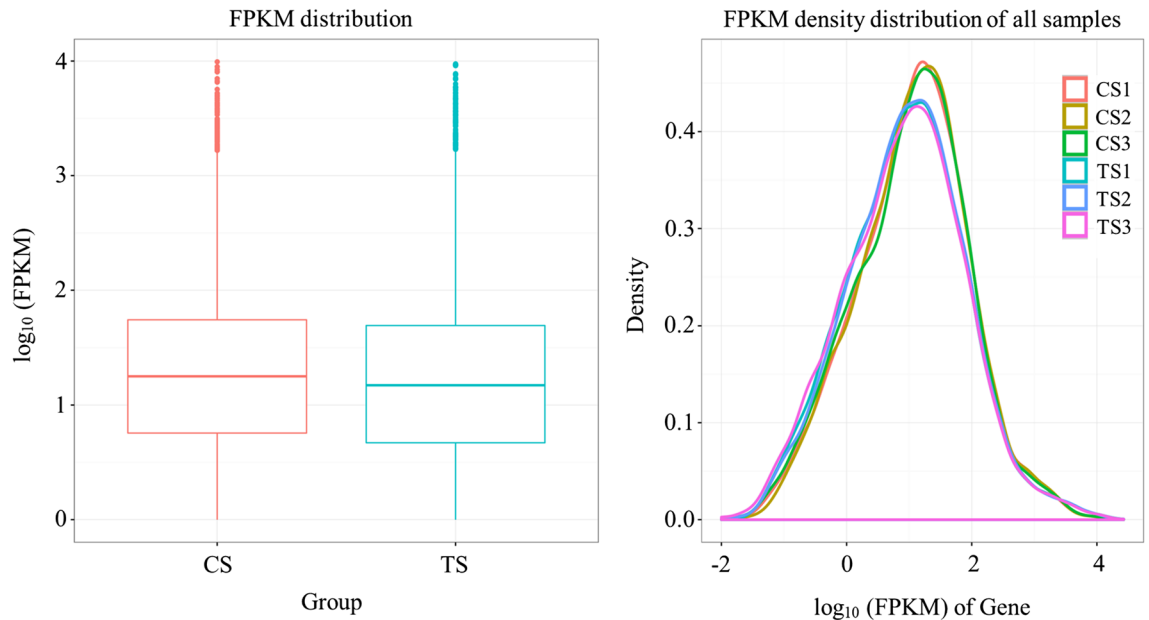 FPKM distribution
4
3
2
1
0
log₁₀ (FPKM)
CS
TS
Group
FPKM density distribution of all samples
CS1
CS2
CS3
TS1
TS2
TS3
0.4
0.3
0.2
0.1
0.0
Density
-2
0
2
4
log₁₀ (FPKM) of Gene